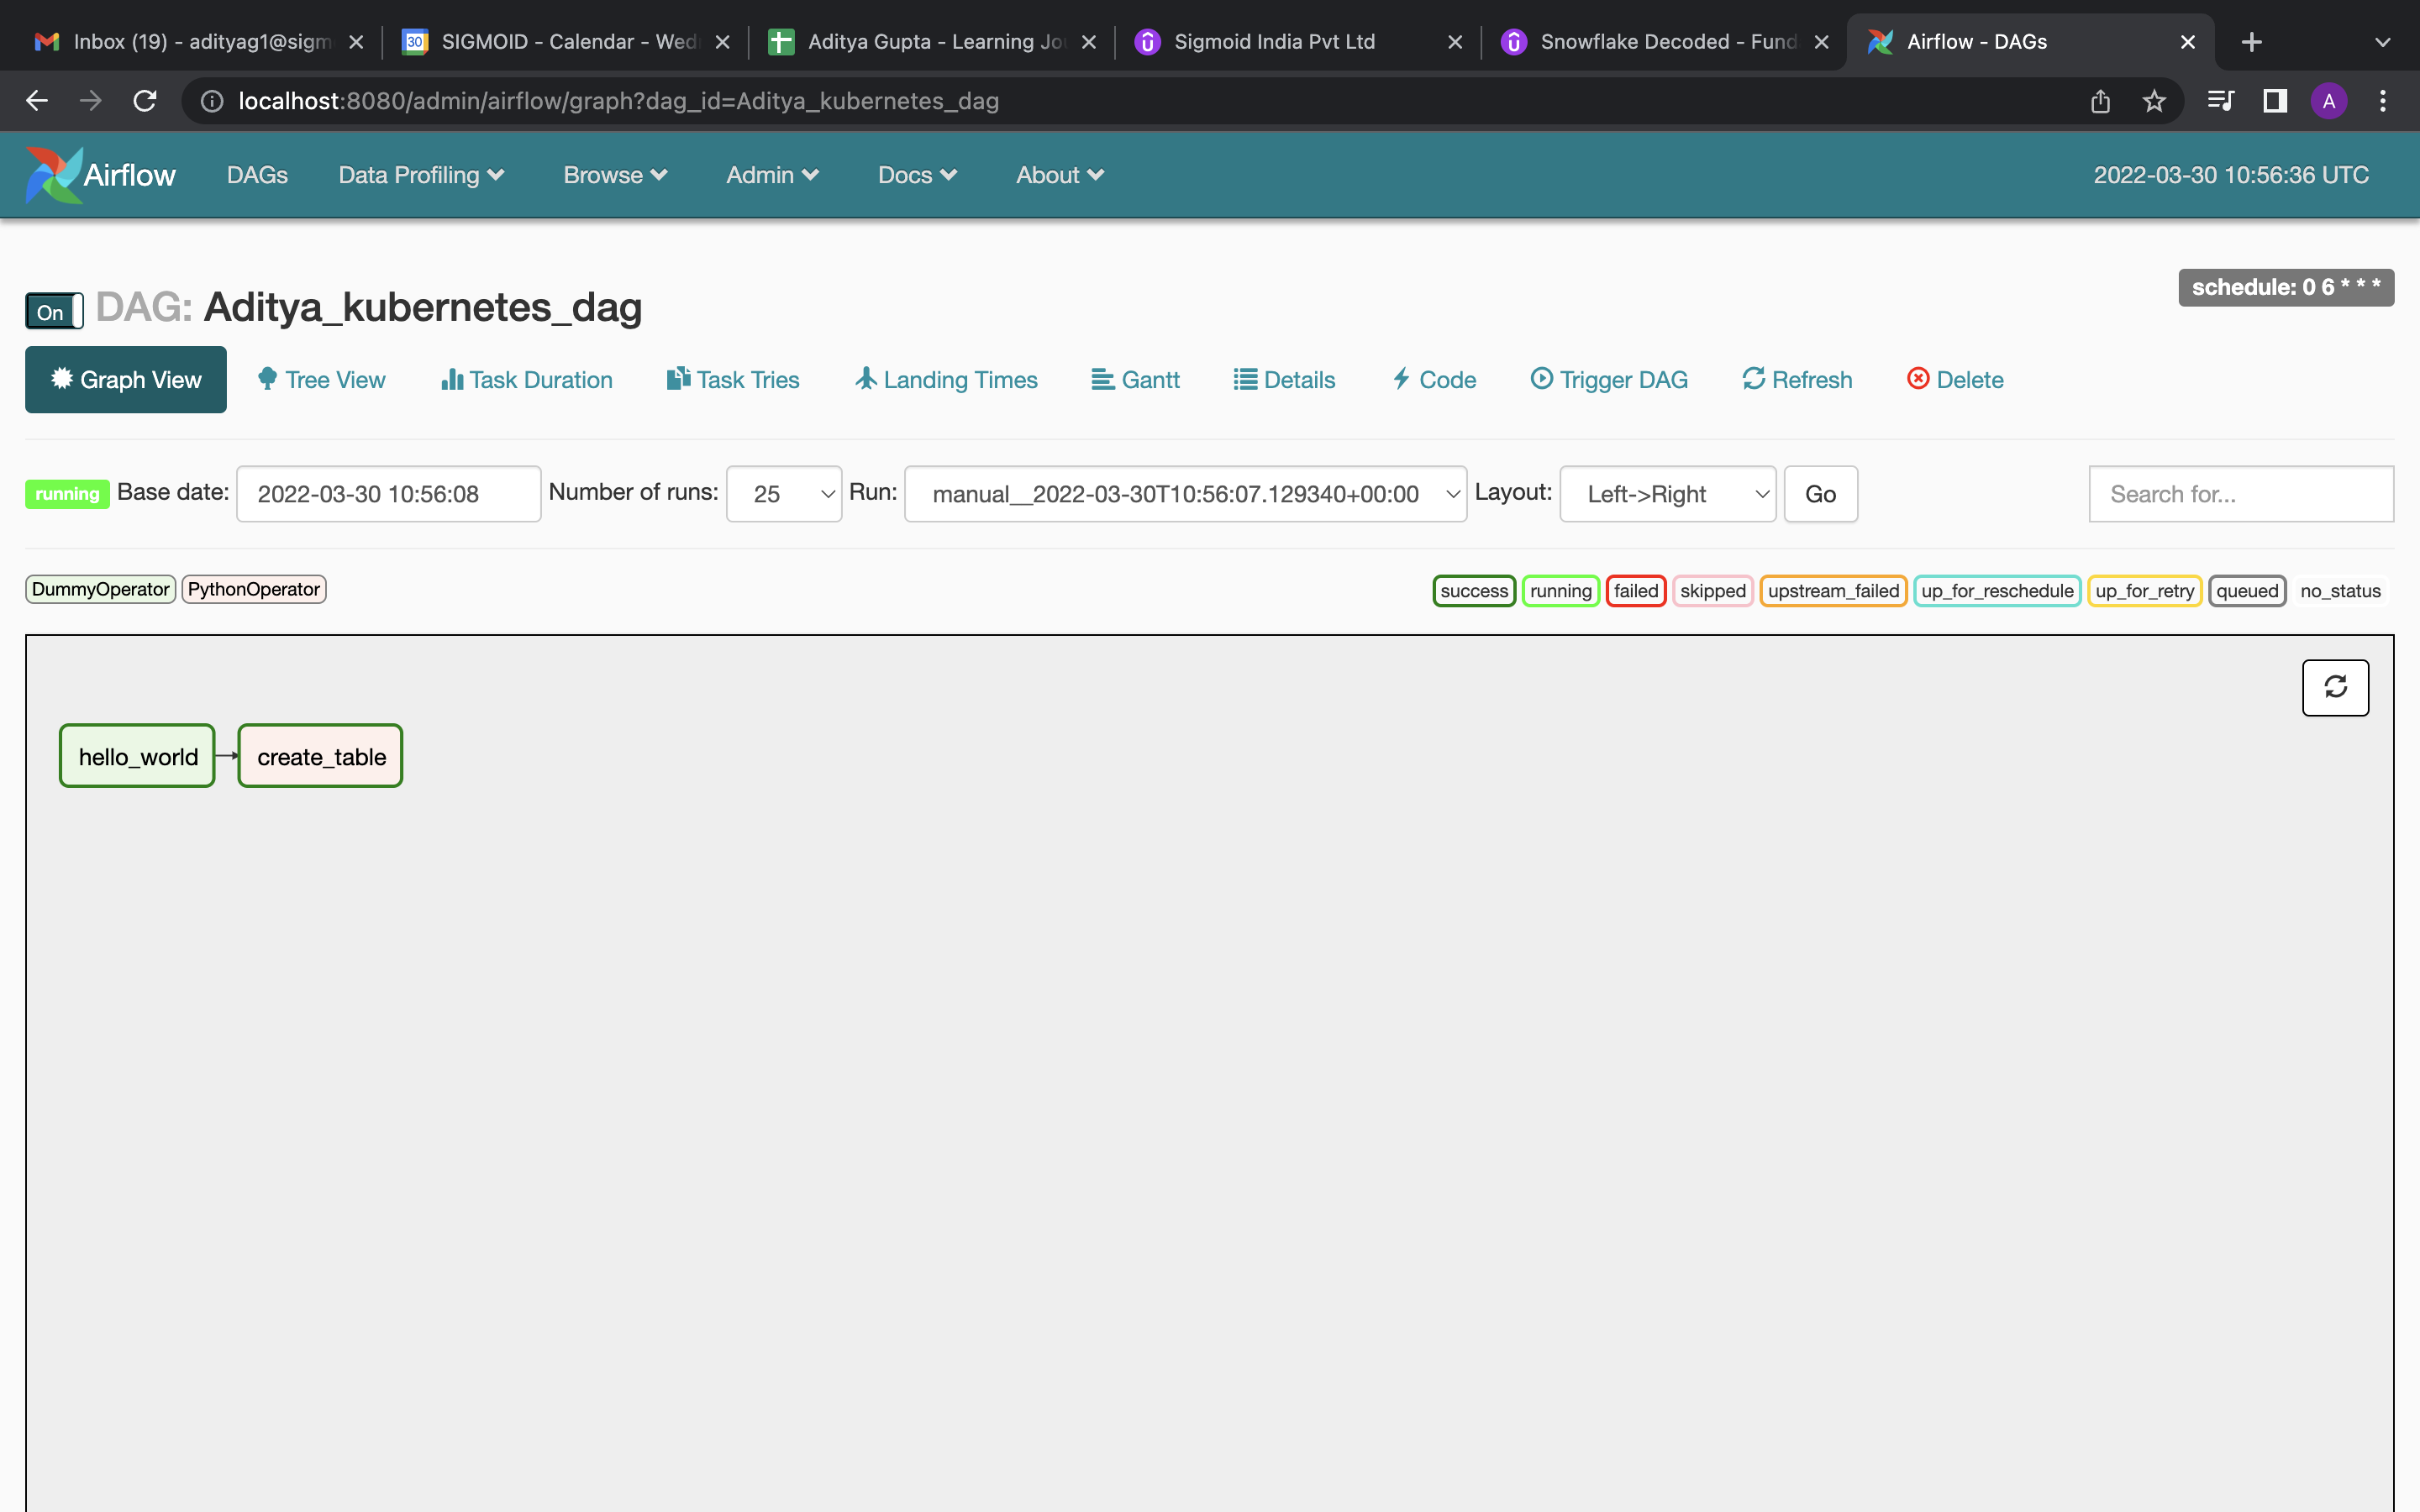 Inbox (19) - adityag1@sigm
SIGMOID - Calendar - Wed
Aditya Gupta - Learning Jou
Sigmoid India Pvt Ltd
Snowflake Decoded - Fund
Airflow - DAGs
localhost:8080/admin/airflow/graph?dag_id=Aditya_kubernetes_dag
A
Airflow DAGs Data Profiling Browse Admin Docs About 2022-03-30 10:56:36 UTC
On DAG: Aditya_kubernetes_dag schedule: 0 6 * * *
Graph View Tree View Task Duration Task Tries Landing Times Gantt Details Code Trigger DAG Refresh Delete
running Base date: 2022-03-30 10:56:08 Number of runs: 25 Run: manual__2022-03-30T10:56:07.129340+00:00 Layout: Left->Right Go Search for...
DummyOperator PythonOperator success running failed skipped upstream_failed up_for_reschedule up_for_retry queued no_status
hello_world create_table